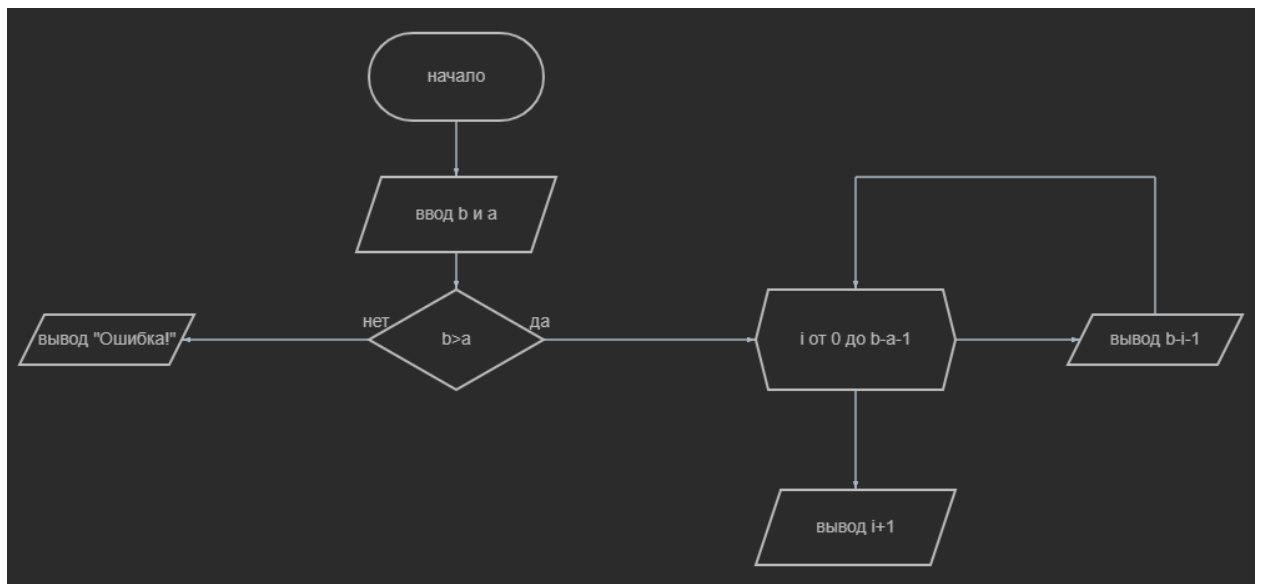 начало
ввод b и a
нет
да
вывод "Ошибка!"
b>a
i от 0 до b-a-1
вывод b-i-1
вывод i+1